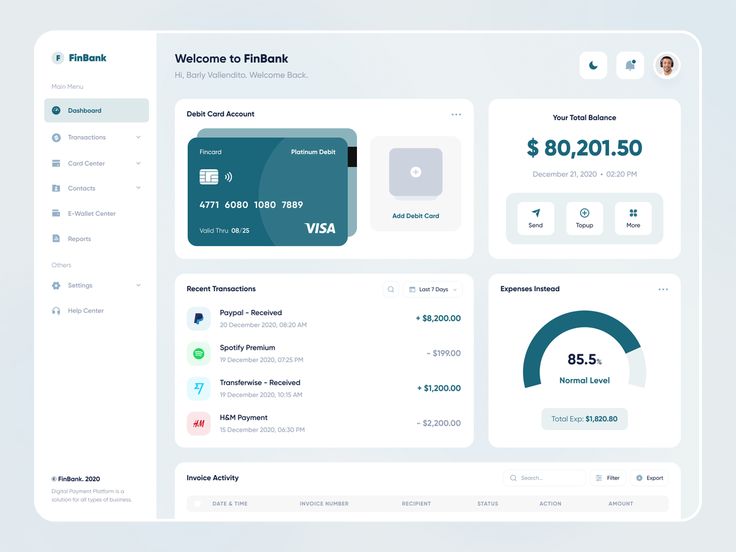 F FinBank
Main Menu
Dashboard
Transactions
Card Center
Contacts
E-Wallet Center
Reports
Others
Settings
Help Center
© FinBank. 2020
Digital Payment Platform is a
solution for all types of business.
Welcome to FinBank
Hi, Barly Vallendito. Welcome Back.
Debit Card Account
Fincard Platinum Debit
4771 6080 1080 7889
Valid Thru 08/25 VISA
Add Debit Card
Your Total Balance
$ 80,201.50
December 21, 2020 • 02:20 PM
Send Topup More
Recent Transactions
Last 7 Days
Paypal - Received
20 December 2020, 08:20 AM
+ $8,200.00
Spotify Premium
19 December 2020, 07:25 PM
- $199.00
Transferwise - Received
19 December 2020, 10:15 AM
+ $1,200.00
H&M
H&M Payment
15 December 2020, 06:30 PM
- $2,200.00
Expenses Instead
85.5%
Normal Level
Total Exp: $1,820.80
Invoice Activity
Search... Filter Export
DATE & TIME INVOICE NUMBER RECIPIENT STATUS ACTION AMOUNT